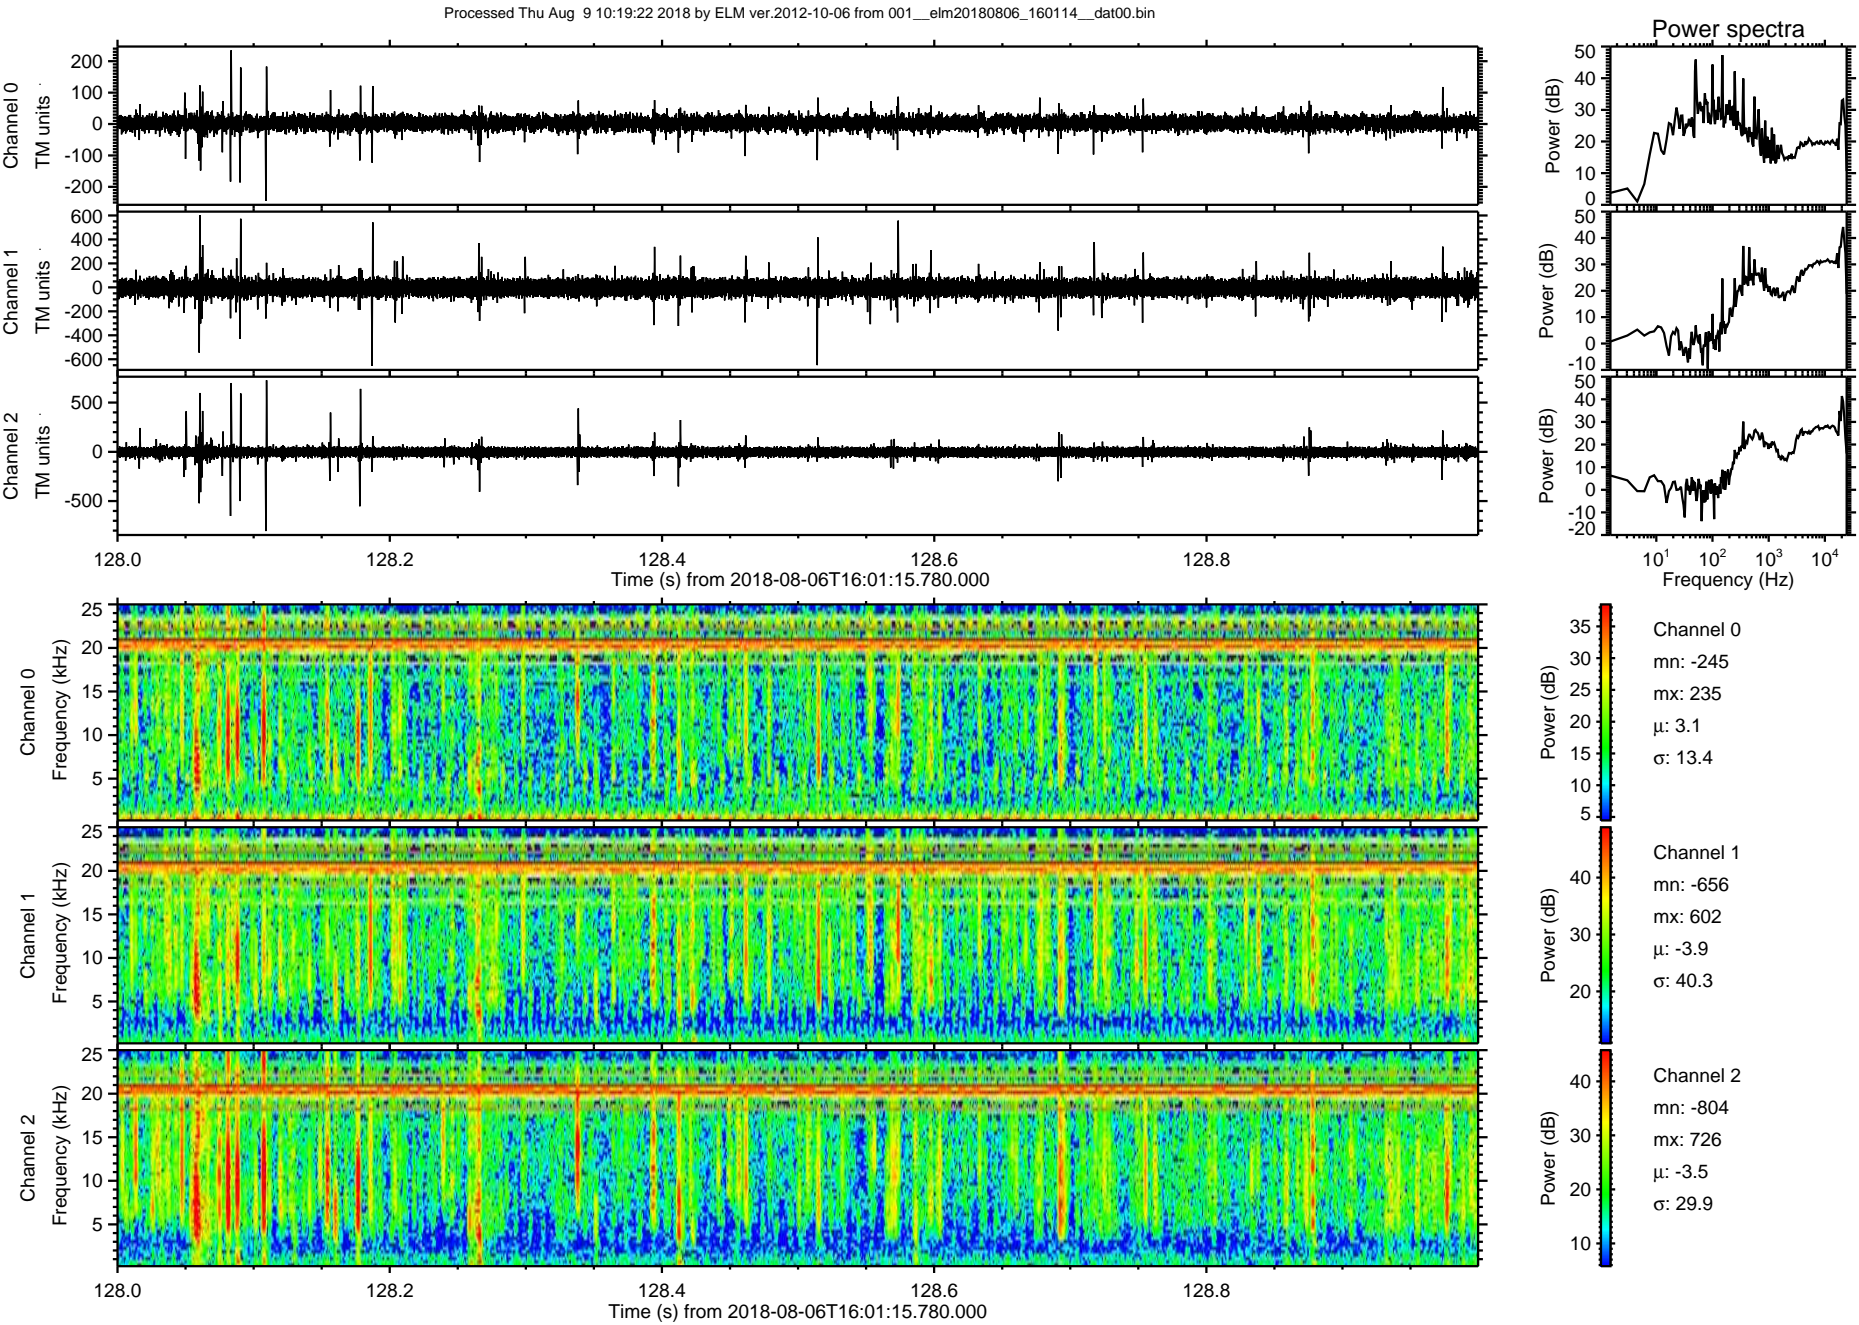 Processed Thu Aug  9 10:19:22 2018 by ELM ver.2012-10-06 from 001__elm20180806_160114__dat00.bin
Power spectra
Channel 0
TM units
200
100
0
-100
-200
Power (dB)
50
40
30
20
10
0
Channel 1
TM units
600
400
200
0
-200
-400
-600
Power (dB)
50
40
30
20
10
0
-10
Channel 2
TM units
500
0
-500
Power (dB)
50
40
30
20
10
0
-10
-20
128.0 128.2 128.4 128.6 128.8
Time (s) from 2018-08-06T16:01:15.780.000
10¹ 10² 10³ 10⁴
Frequency (Hz)
Channel 0
Frequency (kHz)
25
20
15
10
5
Power (dB)
35
30
25
20
15
10
5
Channel 0
mn: -245
mx: 235
μ: 3.1
σ: 13.4
Channel 1
Frequency (kHz)
25
20
15
10
5
Power (dB)
40
30
20
Channel 1
mn: -656
mx: 602
μ: -3.9
σ: 40.3
Channel 2
Frequency (kHz)
25
20
15
10
5
Power (dB)
40
30
20
10
Channel 2
mn: -804
mx: 726
μ: -3.5
σ: 29.9
128.0 128.2 128.4 128.6 128.8
Time (s) from 2018-08-06T16:01:15.780.000